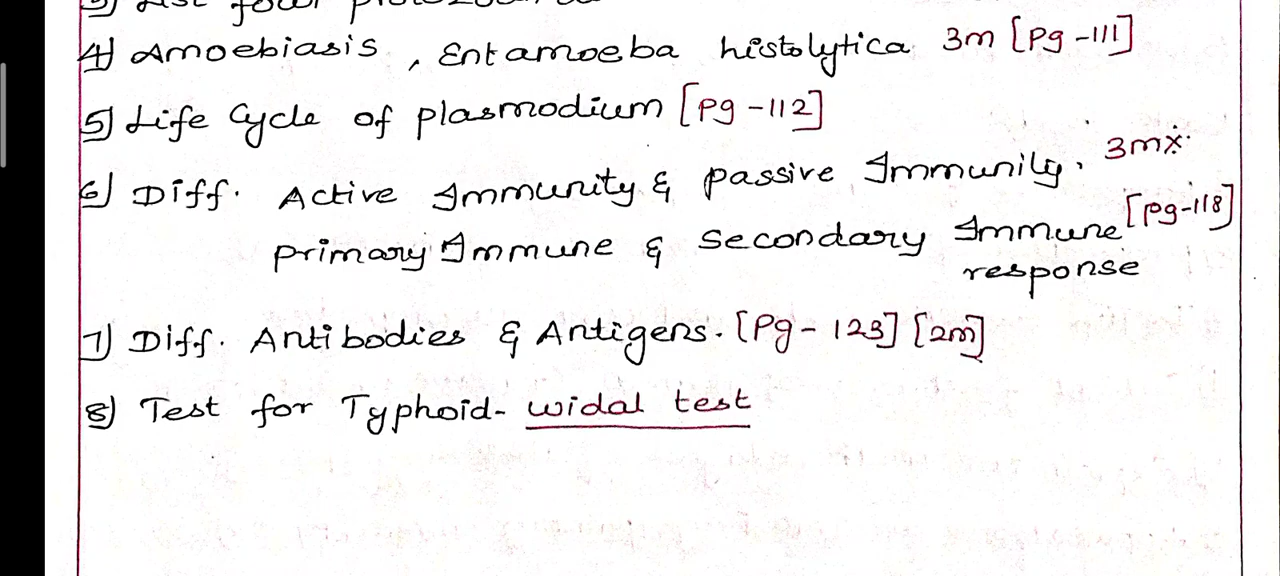 4) Amoebiasis, Entamoeba histolytica 3m [Pg-111]
5) Life Cycle of plasmodium [Pg-112]
6) Diff. Active Immunity & passive Immunity. 3mx
primary Immune & Secondary Immune [pg-118]
response
7) Diff. Antibodies & Antigens. [Pg-123] [2m]
8) Test for Typhoid- widal test